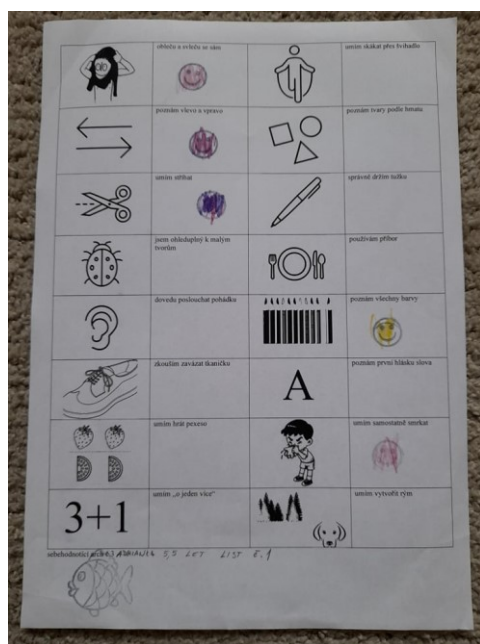 obleču a svleču se sám
umím skákat přes švihadlo
poznám vlevo a vpravo
poznám tvary podle hmatu
umím stříhat
správně držím tužku
jsem ohleduplný k malým
tvorům
používám příbor
dovedu poslouchat pohádku
poznám všechny barvy
zkouším zavázat tkaničku
A
poznám první hlásku slova
umím hrát pexeso
umím samostatně smrkat
3+1
umím „o jeden více“
umím vytvořit rým
sebehodnotící 5,5 LET LIST Č. 1